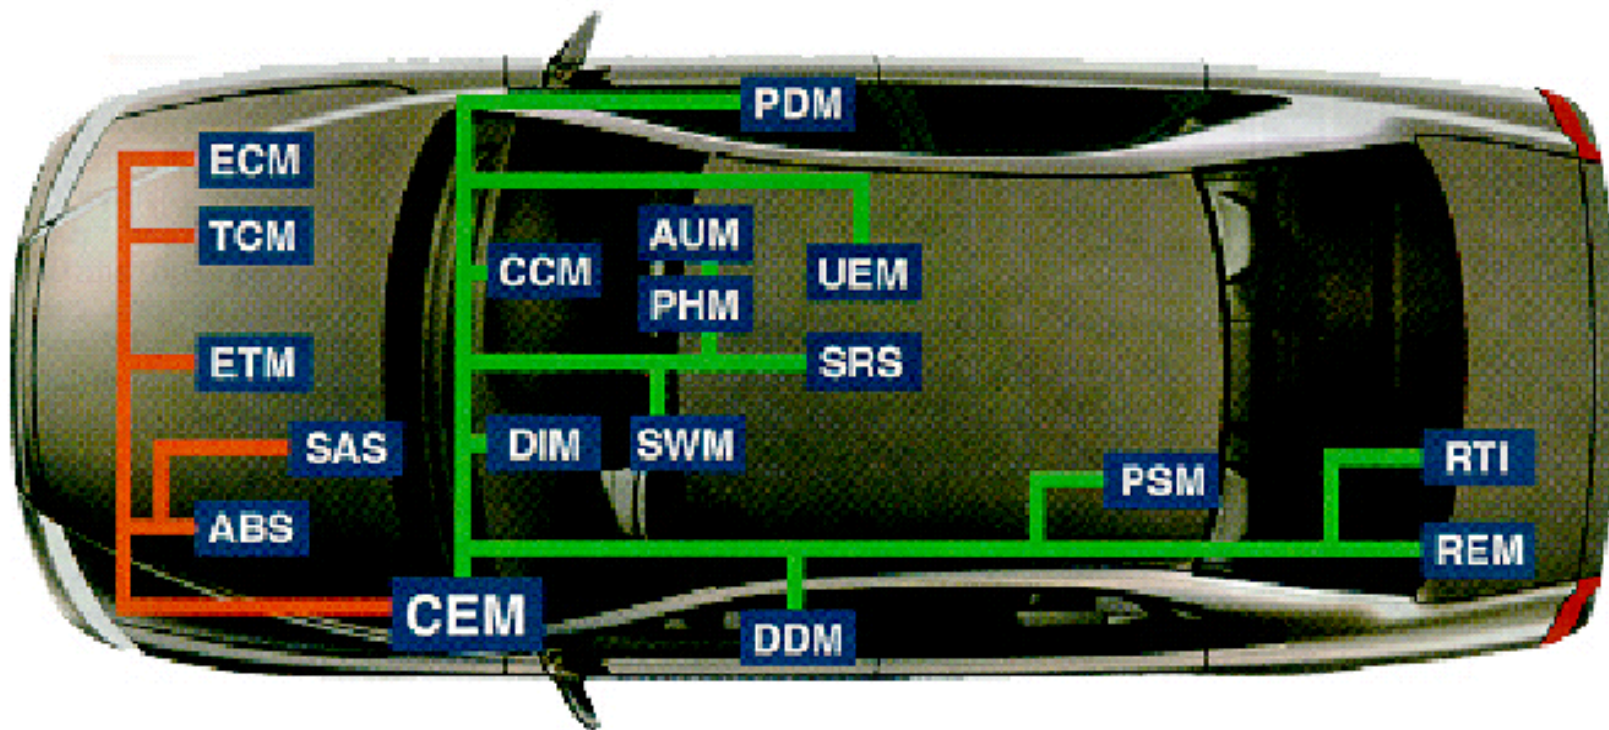 PDM
ECM
TCM
AUM
CCM
UEM
PHM
ETM
SRS
SAS
DIM
SWM
RTI
PSM
ABS
REM
CEM
DDM